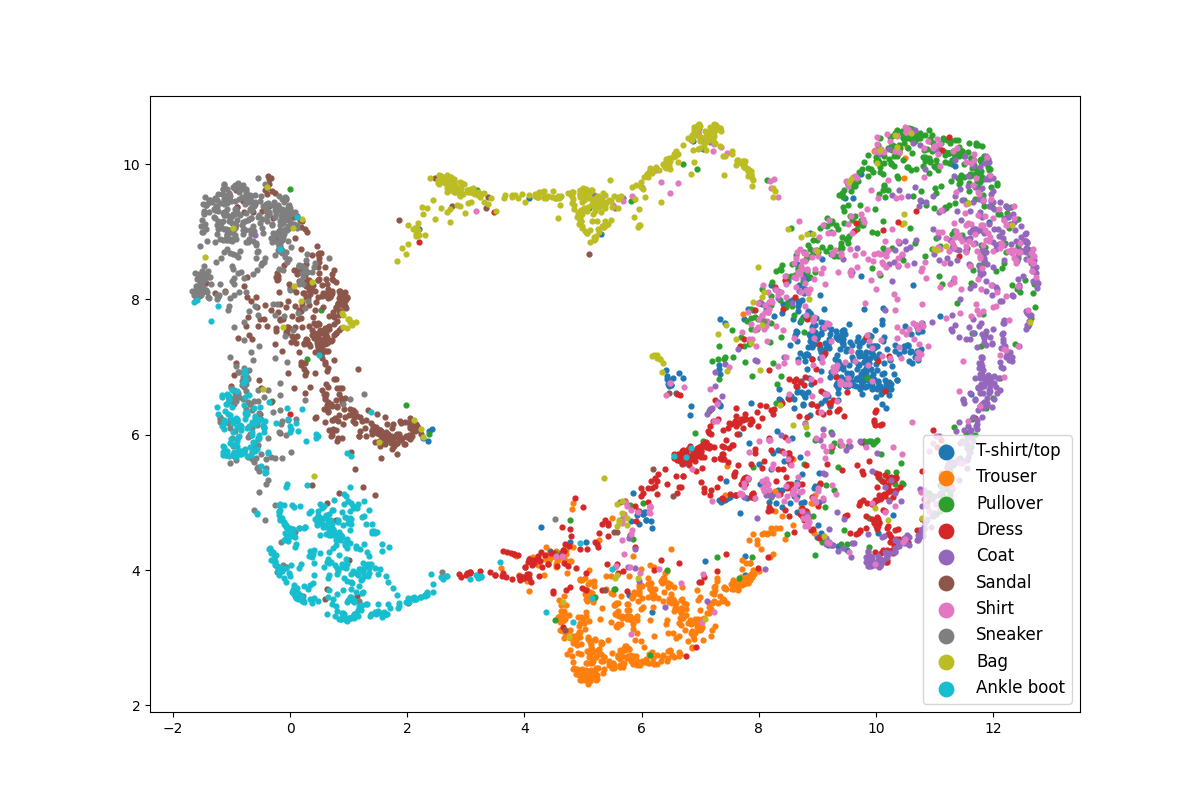 10
8
6
4
2
−2
0
2
4
6
8
10
12
T-shirt/top
Trouser
Pullover
Dress
Coat
Sandal
Shirt
Sneaker
Bag
Ankle boot